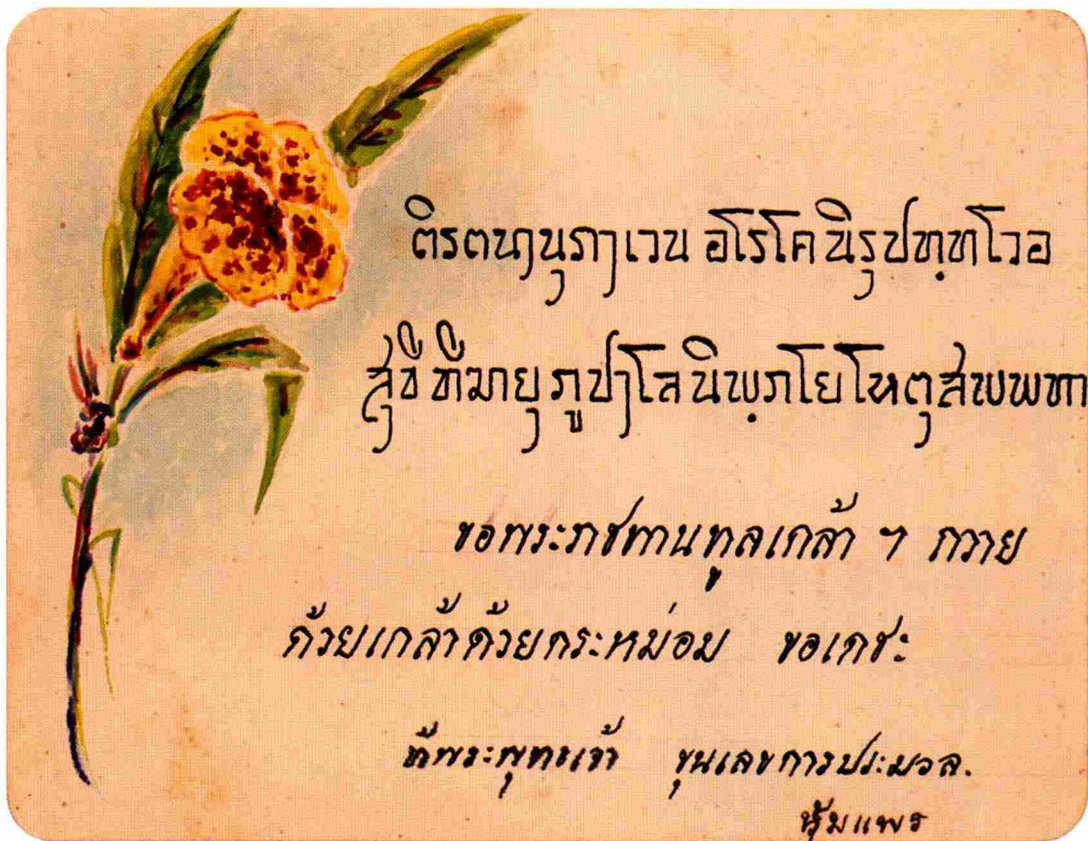 ติรตนานุภาเวน อโรโค นิรุปทฺทโวอ
สุขี ทีฆายุ ภูปาโล นิพฺภโย โหตุ สพพทา
ขอพระราชทานทูลเกล้า ฯ ถวาย
ด้วยเกล้าด้วยกระหม่อม ขอเดชะ
ข้าพระพุทธเจ้า ขุนเลขการประมวล.
หุ้มแพร